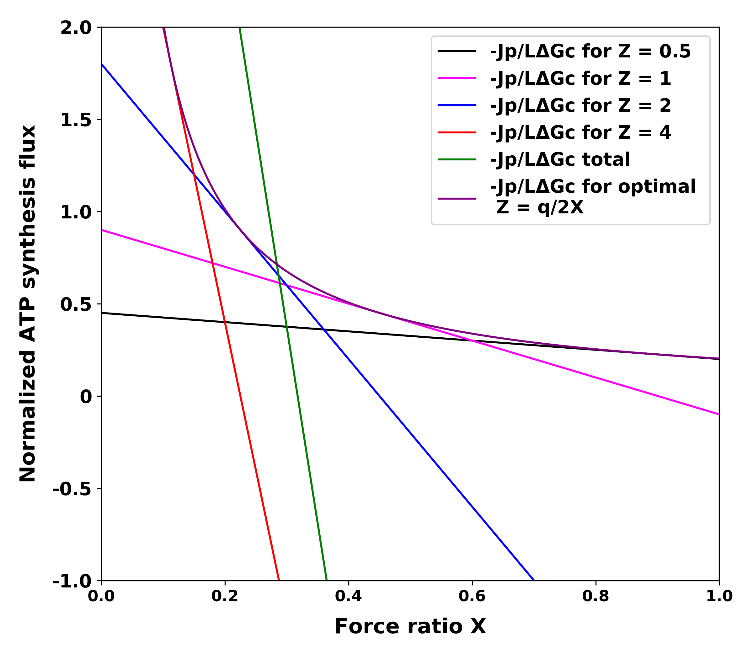 2.0
1.5
1.0
0.5
0
-0.5
-1.0
Normalized ATP synthesis flux
-Jp/LΔGc for Z = 0.5
-Jp/LΔGc for Z = 1
-Jp/LΔGc for Z = 2
-Jp/LΔGc for Z = 4
-Jp/LΔGc total
-Jp/LΔGc for optimal
Z = q/2X
0.0 0.2 0.4 0.6 0.8 1.0
Force ratio X